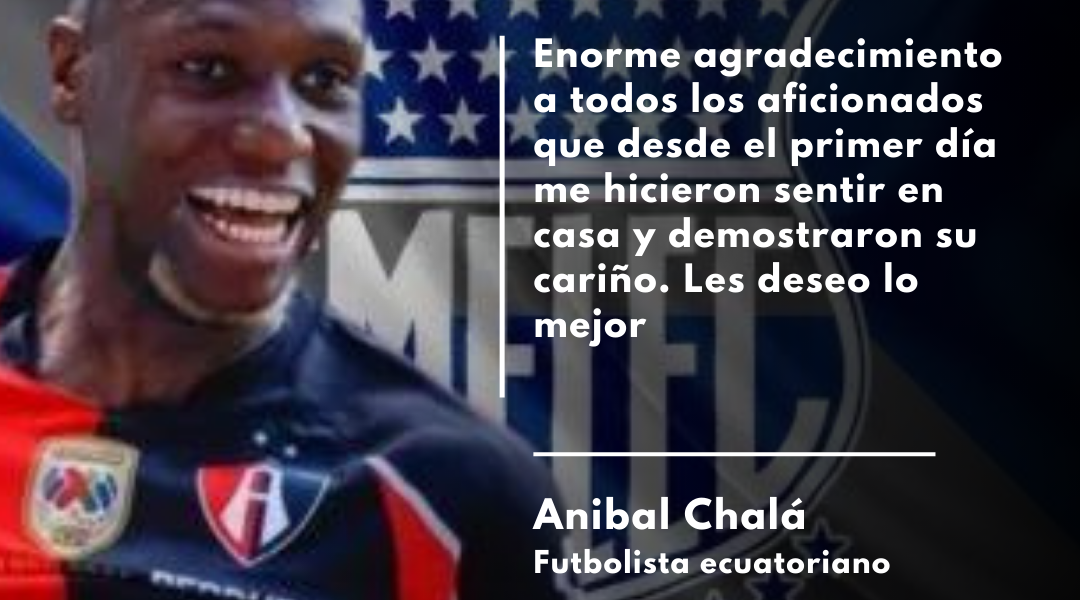 Enorme agradecimiento
a todos los aficionados
que desde el primer día
me hicieron sentir en
casa y demostraron su
cariño. Les deseo lo
mejor
Anibal Chalá
Futbolista ecuatoriano